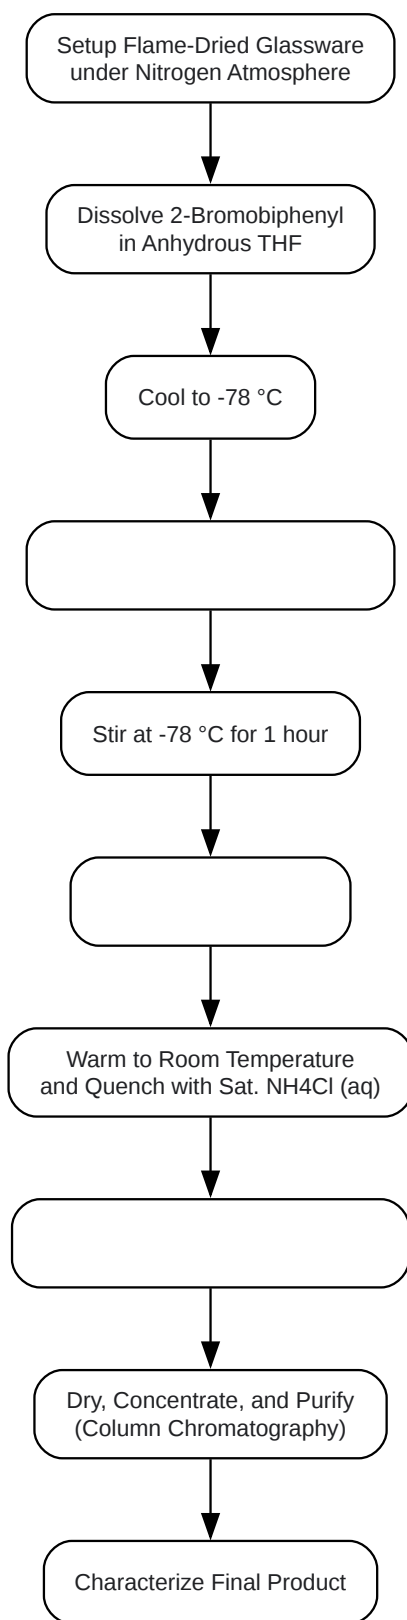 Setup Flame-Dried Glassware
under Nitrogen Atmosphere
Dissolve 2-Bromobiphenyl
in Anhydrous THF
Cool to -78 °C
Stir at -78 °C for 1 hour
Warm to Room Temperature
and Quench with Sat. NH4Cl (aq)
Dry, Concentrate, and Purify
(Column Chromatography)
Characterize Final Product